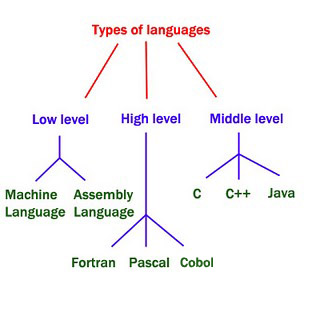 Types of languages
Low level
High level
Middle level
Machine Language
Assembly Language
C
C++
Java
Fortran
Pascal
Cobol